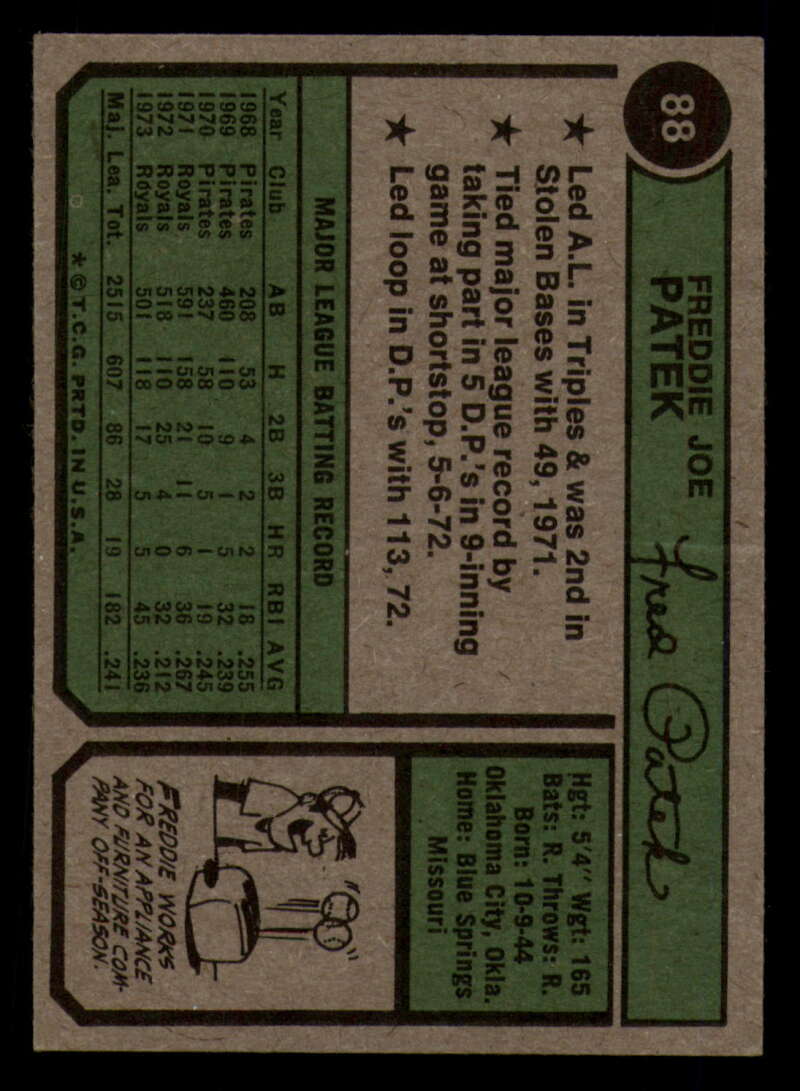 88
FREDDIE JOE
PATEK
Fred Patek
★ Led A.L. in Triples & was 2nd in
Stolen Bases with 49, 1971.
★ Tied major league record by
taking part in 5 D.P.'s in 9-inning
game at shortstop, 5-6-72.
★ Led loop in D.P.'s with 113, 72.
MAJOR LEAGUE BATTING RECORD
Year Club AB H 2B 3B HR RBI AVG
1968 Pirates 208 53 4 2 2 18 .255
1969 Pirates 460 110 9 1 5 32 .239
1970 Pirates 237 58 10 5 1 19 .245
1971 Royals 591 158 21 11 6 36 .267
1972 Royals 518 110 25 4 0 32 .212
1973 Royals 501 118 17 5 5 45 .236
Maj. Lea. Tot. 2515 607 86 28 19 182 .241
* © T.C.G. PRTD. IN U.S.A.
Hgt: 5'4" Wgt: 165
Bats: R. Throws: R.
Born: 10-9-44
Oklahoma City, Okla.
Home: Blue Springs
Missouri
FREDDIE WORKS
FOR AN APPLIANCE
AND FURNITURE COM-
PANY OFF-SEASON.